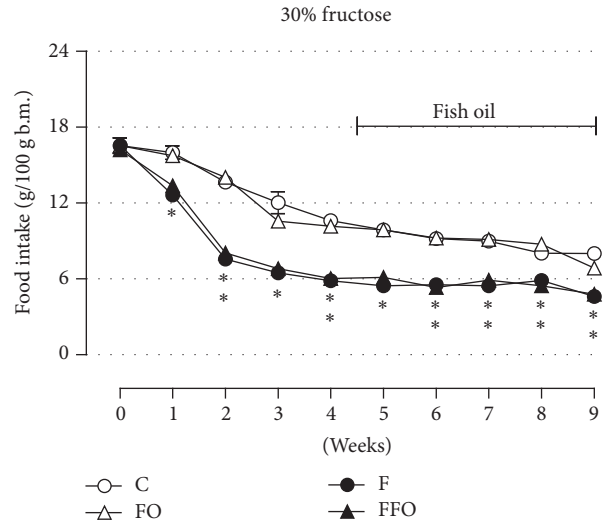 30% fructose
Food intake (g/100 g b.m.)
24
18
12
6
0
Fish oil
* * * * * * * * *
* * * * * *
0 1 2 3 4 5 6 7 8 9
(Weeks)
C F
FO FFO